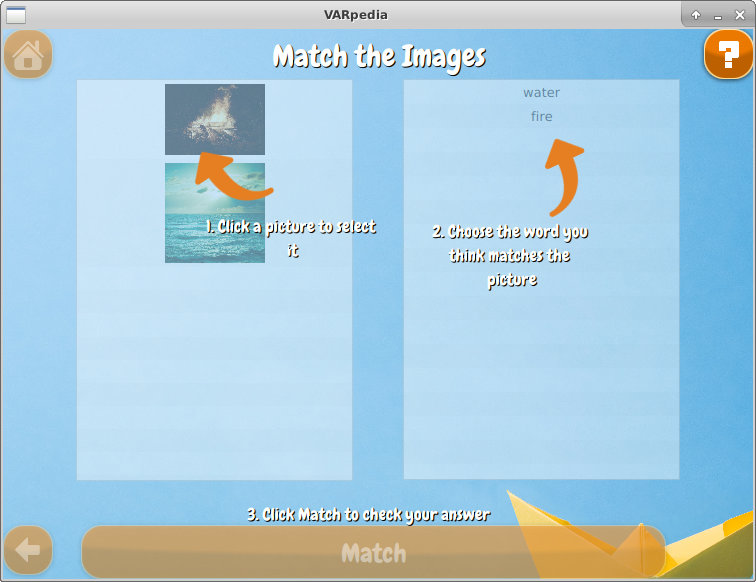 VARpedia
Match the Images
?
water
fire
1. Click a picture to select
it
2. Choose the word you
think matches the
picture
3. Click Match to check your answer
Match